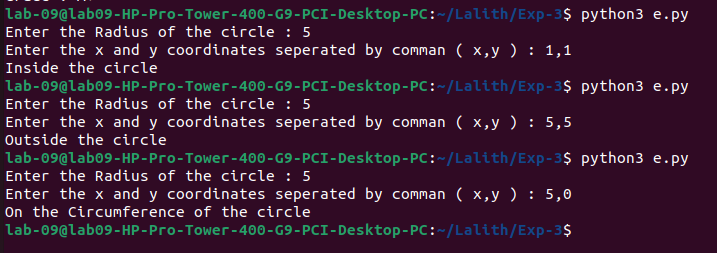 lab-09@lab09-HP-Pro-Tower-400-G9-PCI-Desktop-PC:~/Lalith/Exp-3$ python3 e.py
Enter the Radius of the circle : 5
Enter the x and y coordinates seperated by comman ( x,y ) : 1,1
Inside the circle
lab-09@lab09-HP-Pro-Tower-400-G9-PCI-Desktop-PC:~/Lalith/Exp-3$ python3 e.py
Enter the Radius of the circle : 5
Enter the x and y coordinates seperated by comman ( x,y ) : 5,5
Outside the circle
lab-09@lab09-HP-Pro-Tower-400-G9-PCI-Desktop-PC:~/Lalith/Exp-3$ python3 e.py
Enter the Radius of the circle : 5
Enter the x and y coordinates seperated by comman ( x,y ) : 5,0
On the Circumference of the circle
lab-09@lab09-HP-Pro-Tower-400-G9-PCI-Desktop-PC:~/Lalith/Exp-3$